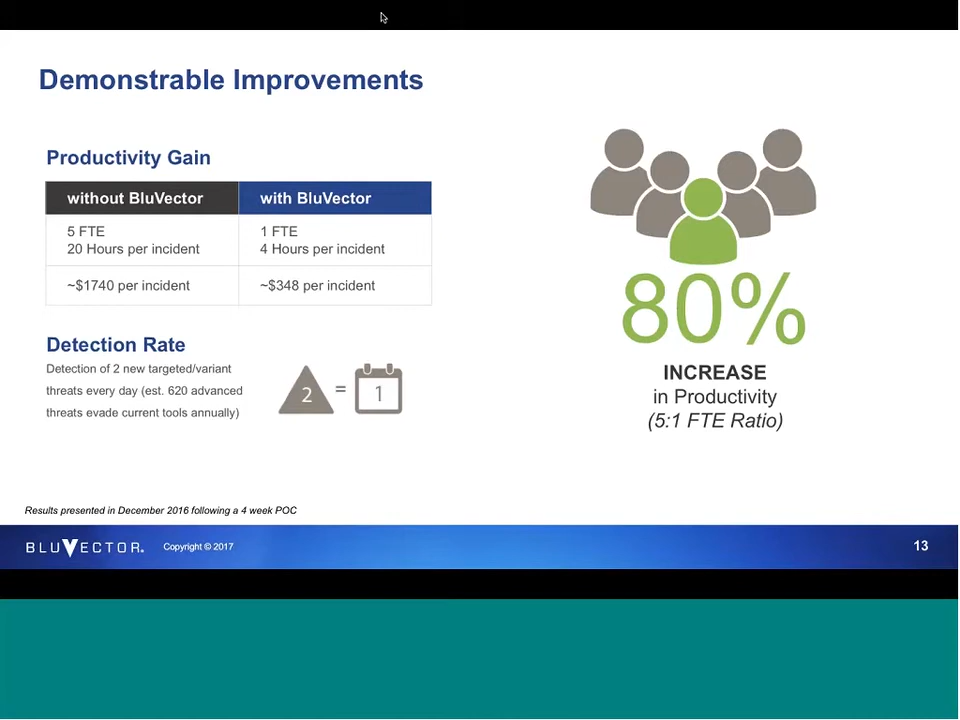 Demonstrable Improvements
Productivity Gain
without BluVector
with BluVector
5 FTE
20 Hours per incident
1 FTE
4 Hours per incident
~$1740 per incident
~$348 per incident
Detection Rate
Detection of 2 new targeted/variant
threats every day (est. 620 advanced
threats evade current tools annually)
2 = 1
80%
INCREASE
in Productivity
(5:1 FTE Ratio)
Results presented in December 2016 following a 4 week POC
BLUVECTOR.
Copyright © 2017
13